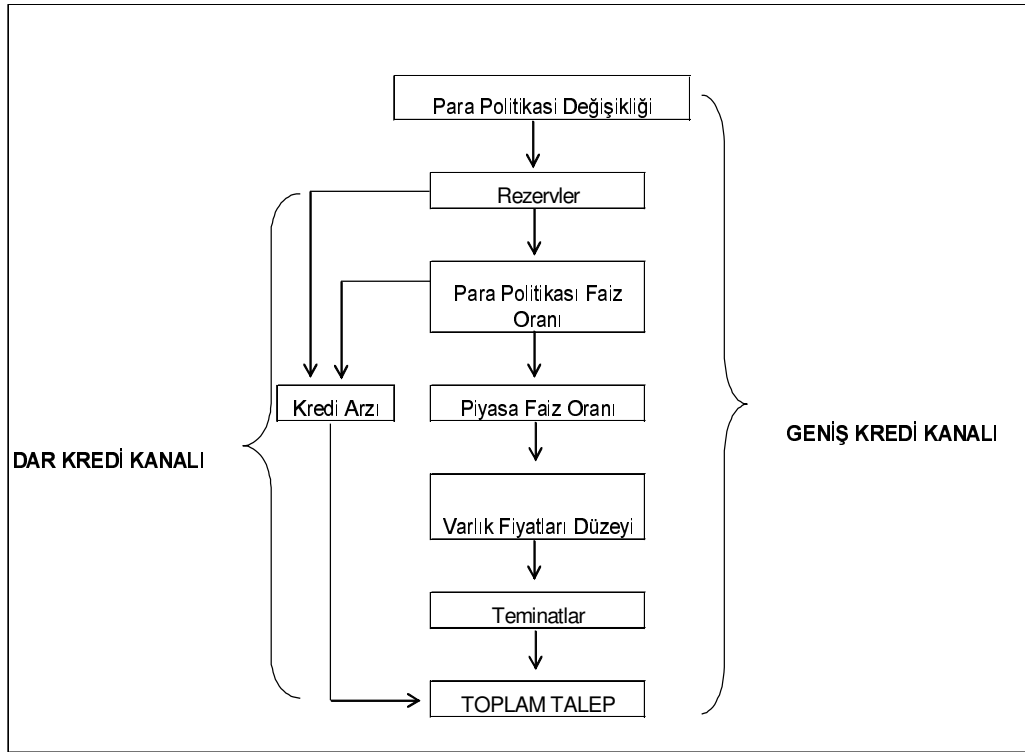 Para Politikasi Değişikliği
Rezervler
Para Politikası Faiz
Oranı
Kredi Arzı
Piyasa Faiz Oranı
GENİŞ KREDİ KANALI
DAR KREDİ KANALI
Varlık Fiyatları Düzeyi
Teminatlar
TOPLAM TALEP